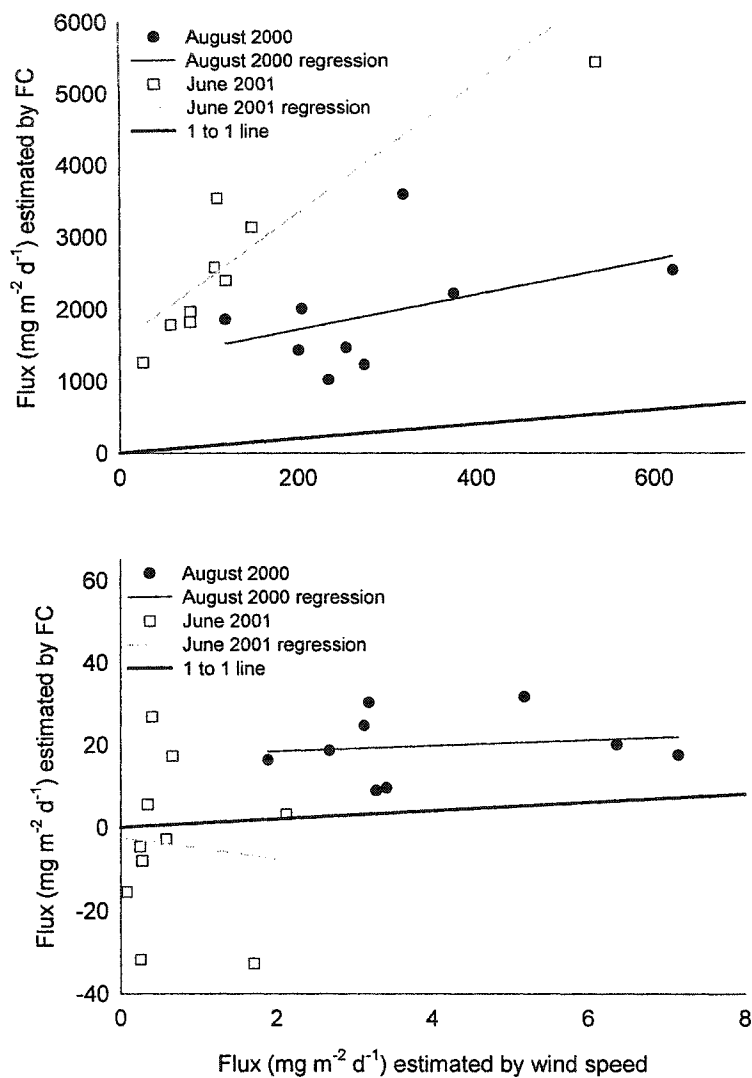 6000
5000
4000
3000
2000
1000
0
Flux (mg m⁻² d⁻¹) estimated by FC
August 2000
August 2000 regression
June 2001
June 2001 regression
1 to 1 line
0 200 400 600
60
40
20
0
-20
-40
Flux (mg m⁻² d⁻¹) estimated by FC
August 2000
August 2000 regression
June 2001
June 2001 regression
1 to 1 line
0 2 4 6 8
Flux (mg m⁻² d⁻¹) estimated by wind speed